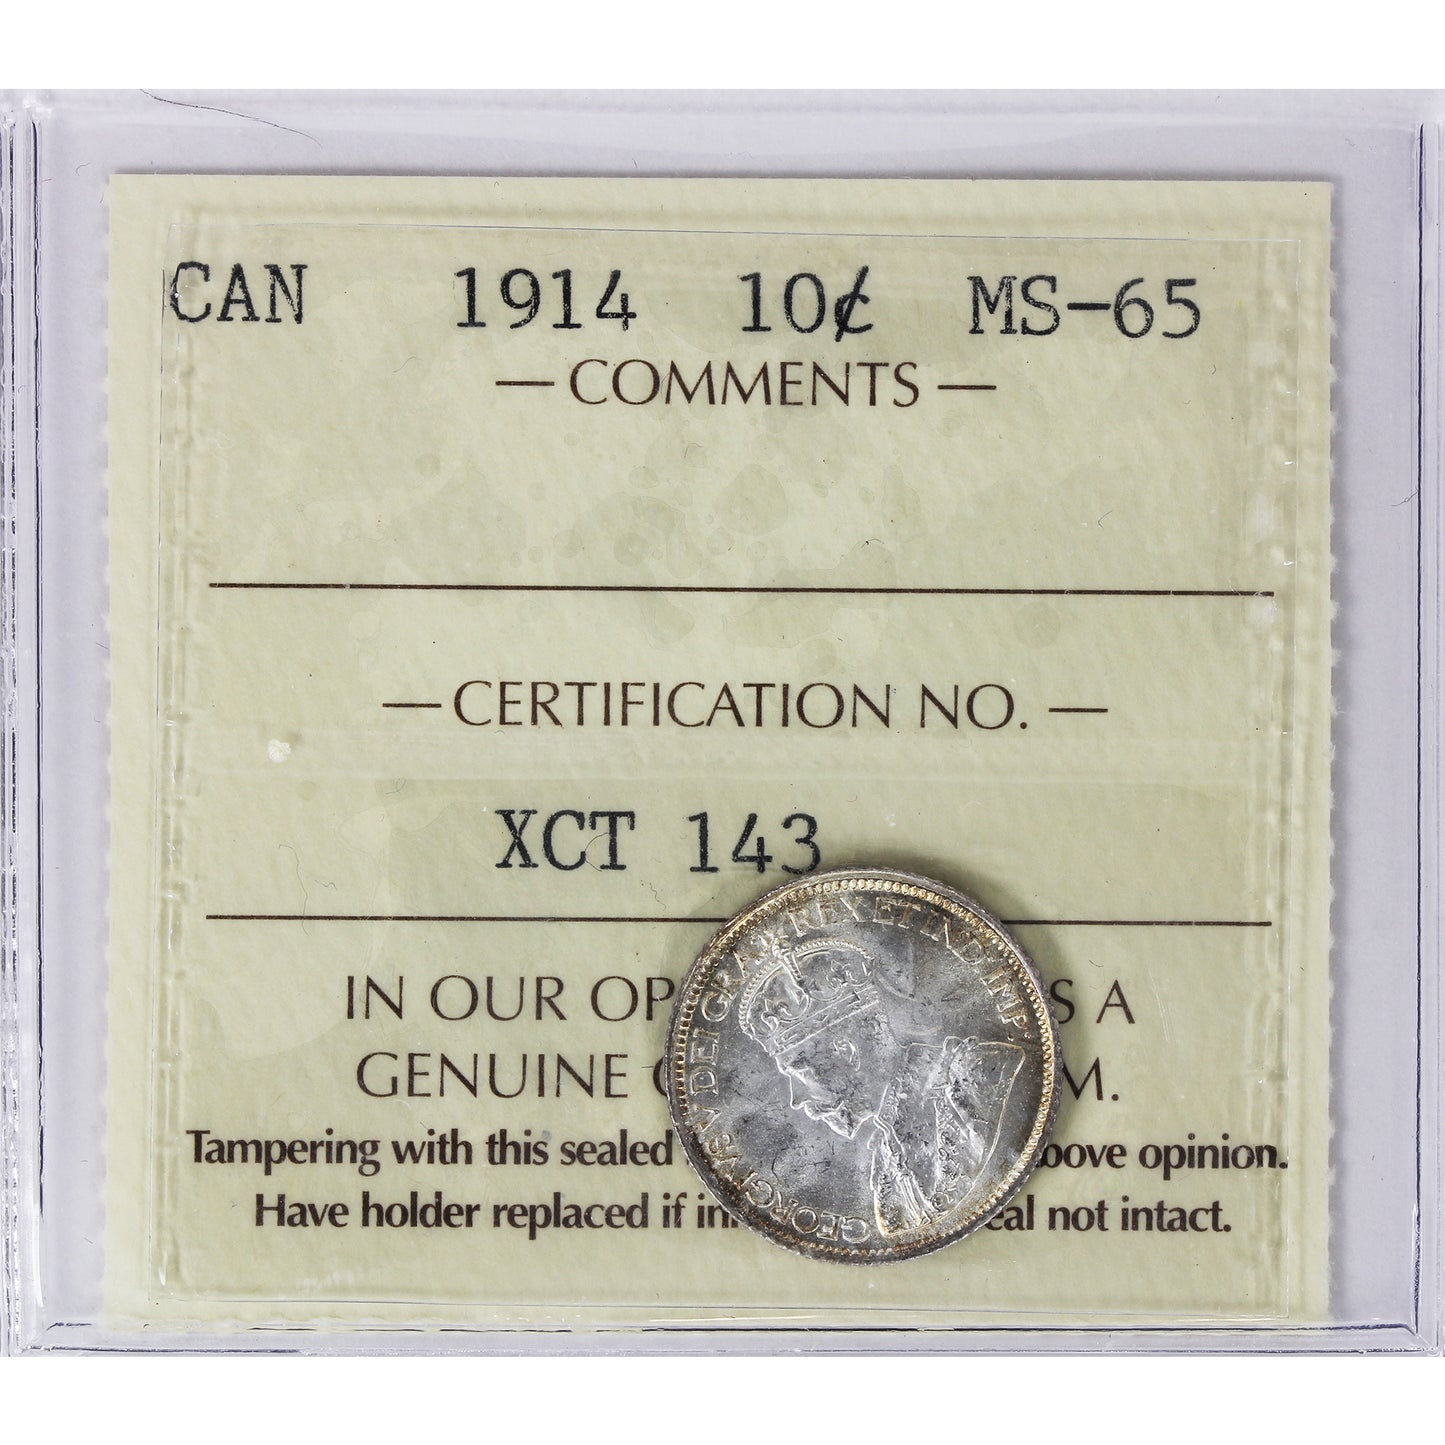 CAN 1914 10¢ MS-65
— COMMENTS —
— CERTIFICATION NO. —
XCT 143
IN OUR OP S A
GENUINE M.
Tampering with this sealed bove opinion.
Have holder replaced if in eal not intact.
GEORGIVS V DEI GRA: REX ET IND: IMP: